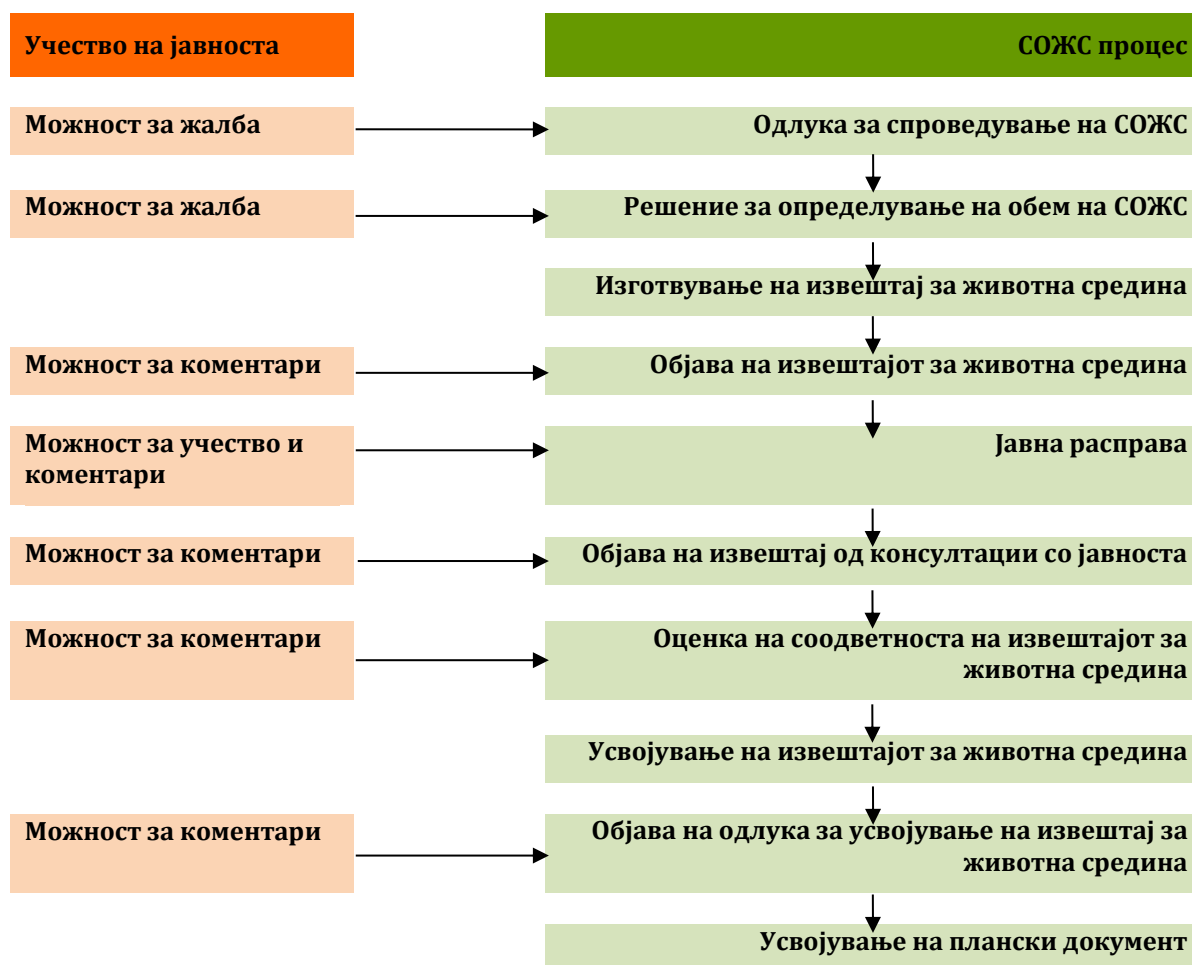 Учество на јавноста
СОЖС процес
Можност за жалба
Одлука за спроведување на СОЖС
Можност за жалба
Решение за определување на обем на СОЖС
Изготвување на извештај за животна средина
Можност за коментари
Објава на извештајот за животна средина
Можност за учество и
коментари
Јавна расправа
Можност за коментари
Објава на извештај од консултации со јавноста
Можност за коментари
Оценка на соодветноста на извештајот за
животна средина
Усвојување на извештајот за животна средина
Можност за коментари
Објава на одлука за усвојување на извештај за
животна средина
Усвојување на плански документ